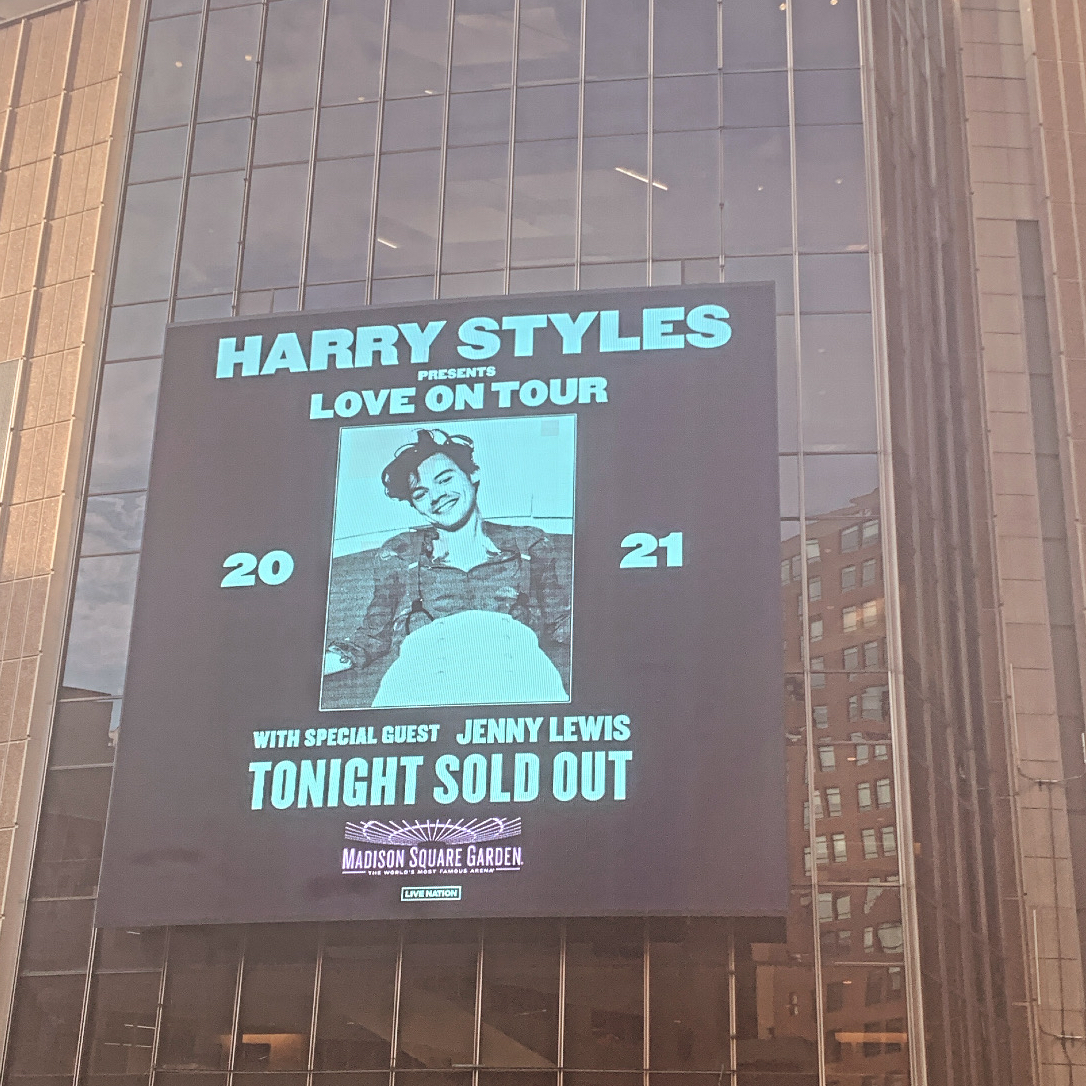 HARRY STYLES
PRESENTS
LOVE ON TOUR
20 21
WITH SPECIAL GUEST JENNY LEWIS
TONIGHT SOLD OUT
MADISON SQUARE GARDEN.
THE WORLD'S MOST FAMOUS ARENA
LIVE NATION